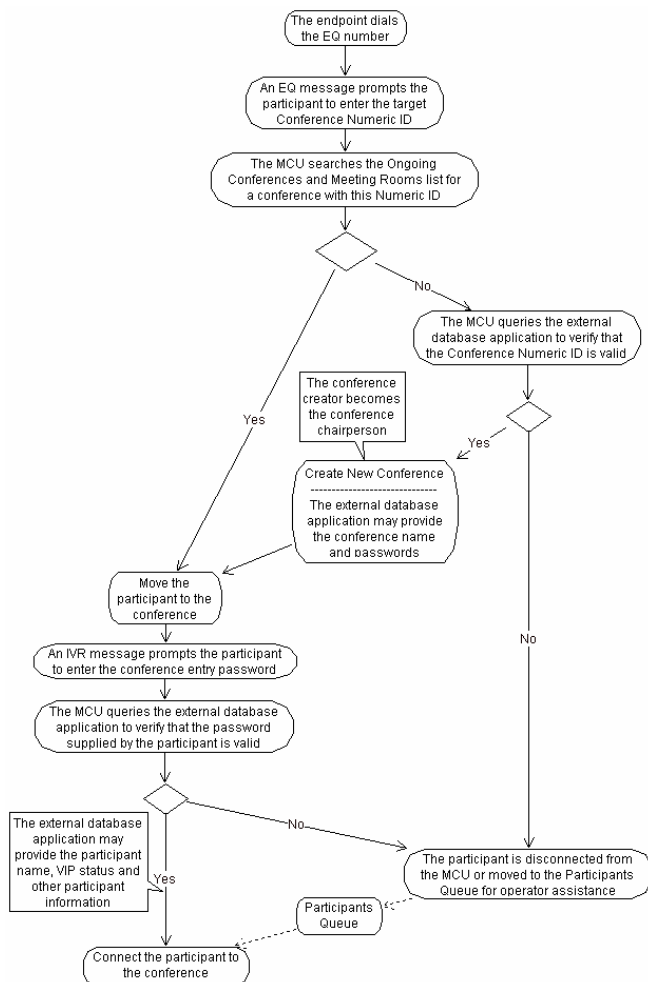 The endpoint dials
the EQ number
An EQ message prompts the
participant to enter the target
Conference Numeric ID
The MCU searches the Ongoing
Conferences and Meeting Rooms list for
a conference with this Numeric ID
No
The MCU queries the external
database application to verify that
the Conference Numeric ID is valid
Yes
The conference
creator becomes
the conference
chairperson
Yes
Create New Conference
--------------------------------
The external database
application may provide
the conference name
and passwords
Move the
participant to the
conference
No
An IVR message prompts the participant
to enter the conference entry password
The MCU queries the external database
application to verify that the password
supplied by the participant is valid
No
The external database
application may
provide the participant
name, VIP status and
other participant
information
Yes
The participant is disconnected from
the MCU or moved to the Participants
Queue for operator assistance
Participants
Queue
Connect the participant to
the conference